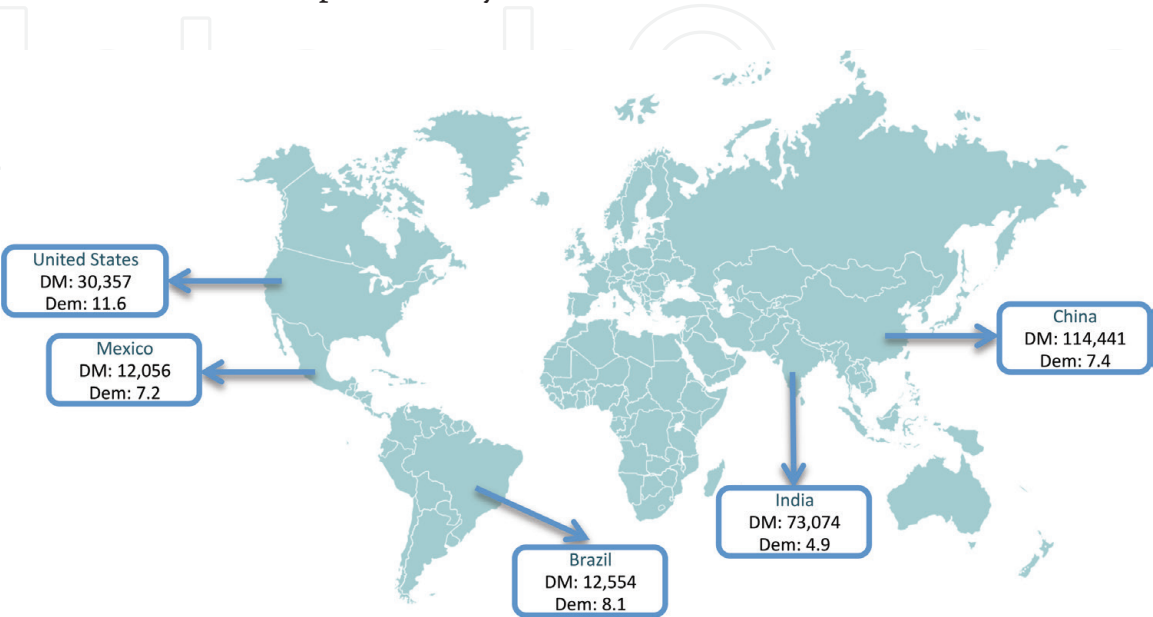 United States
DM: 30,357
Dem: 11.6
Mexico
DM: 12,056
Dem: 7.2
China
DM: 114,441
Dem: 7.4
India
DM: 73,074
Dem: 4.9
Brazil
DM: 12,554
Dem: 8.1